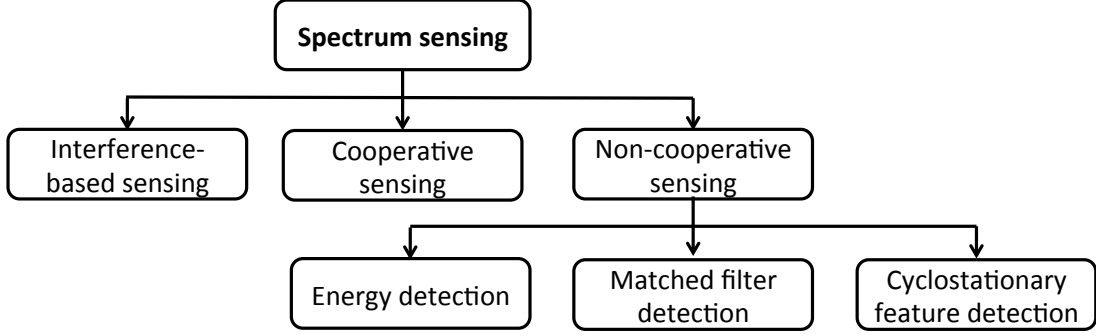 Spectrum sensing
Interference-
based sensing
Cooperative
sensing
Non-cooperative
sensing
Energy detection
Matched filter
detection
Cyclostationary
feature detection